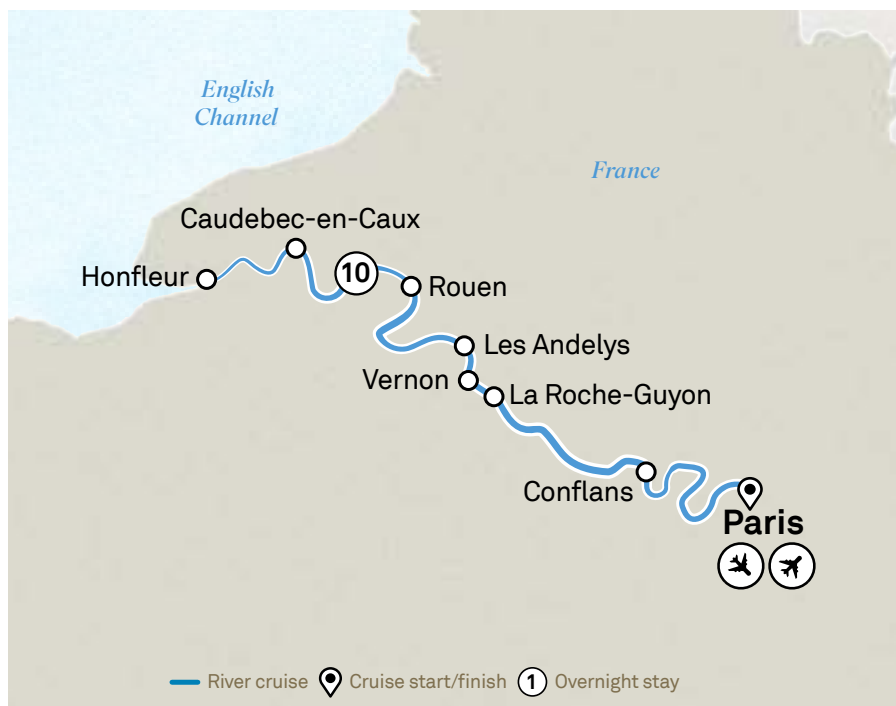 English
Channel
France
Caudebec-en-Caux
Honfleur
10
Rouen
Les Andelys
Vernon
La Roche-Guyon
Conflans
Paris
River cruise
Cruise start/finish
1
Overnight stay